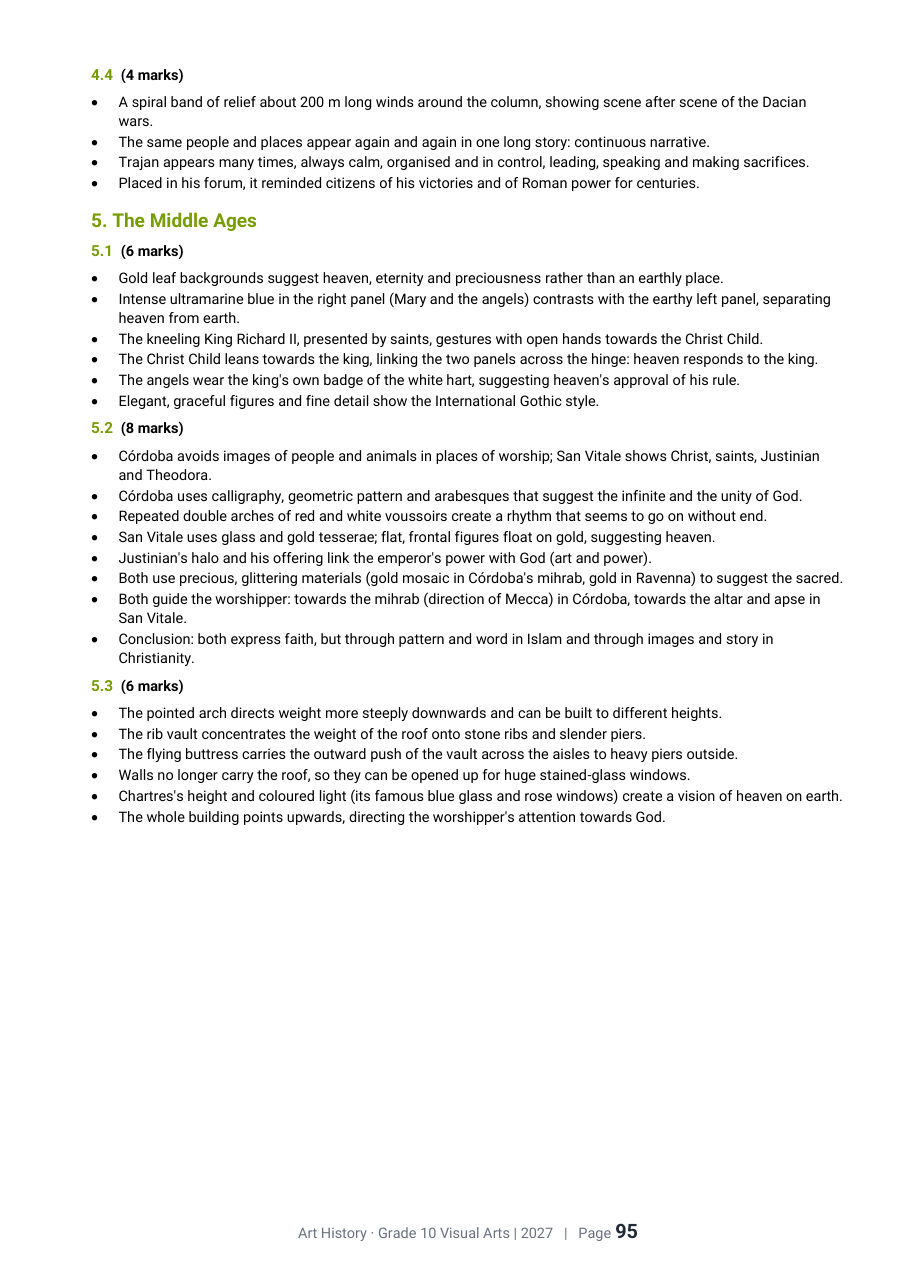 4.4 (4 marks)
• A spiral band of relief about 200 m long winds around the column, showing scene after scene of the Dacian
wars.
• The same people and places appear again and again in one long story: continuous narrative.
• Trajan appears many times, always calm, organised and in control, leading, speaking and making sacrifices.
• Placed in his forum, it reminded citizens of his victories and of Roman power for centuries.
5. The Middle Ages
5.1 (6 marks)
• Gold leaf backgrounds suggest heaven, eternity and preciousness rather than an earthly place.
• Intense ultramarine blue in the right panel (Mary and the angels) contrasts with the earthy left panel, separating
heaven from earth.
• The kneeling King Richard II, presented by saints, gestures with open hands towards the Christ Child.
• The Christ Child leans towards the king, linking the two panels across the hinge: heaven responds to the king.
• The angels wear the king's own badge of the white hart, suggesting heaven's approval of his rule.
• Elegant, graceful figures and fine detail show the International Gothic style.
5.2 (8 marks)
• Córdoba avoids images of people and animals in places of worship; San Vitale shows Christ, saints, Justinian
and Theodora.
• Córdoba uses calligraphy, geometric pattern and arabesques that suggest the infinite and the unity of God.
• Repeated double arches of red and white voussoirs create a rhythm that seems to go on without end.
• San Vitale uses glass and gold tesserae; flat, frontal figures float on gold, suggesting heaven.
• Justinian's halo and his offering link the emperor's power with God (art and power).
• Both use precious, glittering materials (gold mosaic in Córdoba's mihrab, gold in Ravenna) to suggest the sacred.
• Both guide the worshipper: towards the mihrab (direction of Mecca) in Córdoba, towards the altar and apse in
San Vitale.
• Conclusion: both express faith, but through pattern and word in Islam and through images and story in
Christianity.
5.3 (6 marks)
• The pointed arch directs weight more steeply downwards and can be built to different heights.
• The rib vault concentrates the weight of the roof onto stone ribs and slender piers.
• The flying buttress carries the outward push of the vault across the aisles to heavy piers outside.
• Walls no longer carry the roof, so they can be opened up for huge stained-glass windows.
• Chartres's height and coloured light (its famous blue glass and rose windows) create a vision of heaven on earth.
• The whole building points upwards, directing the worshipper's attention towards God.
Art History · Grade 10 Visual Arts | 2027 | Page 95